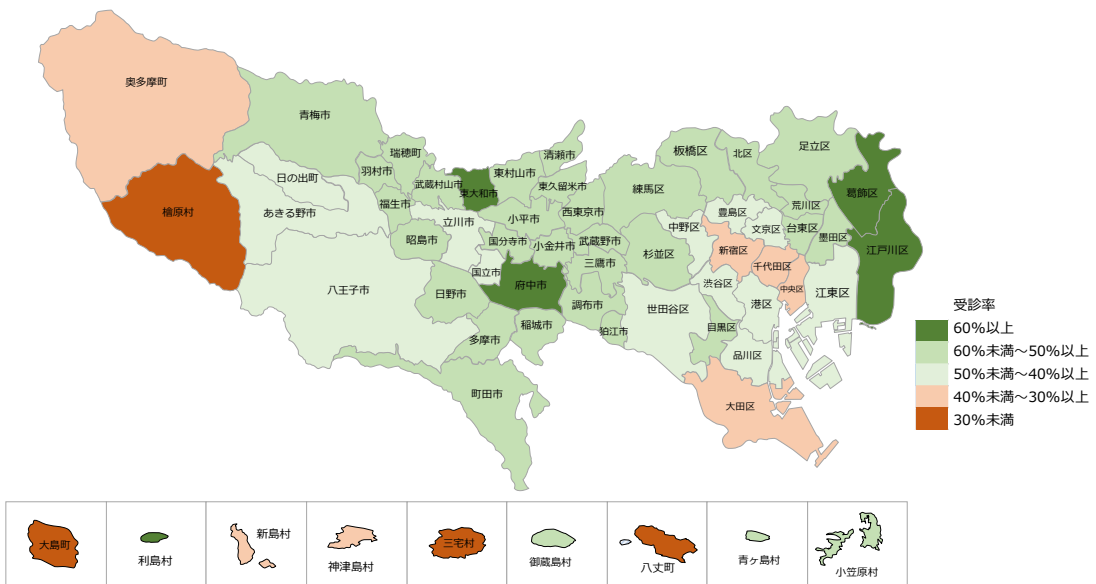 奥多摩町
青梅市
瑞穂町
清瀬市
板橋区
北区
足立区
日の出町
羽村市
武蔵村山市
東大和市
東村山市
東久留米市
練馬区
葛飾区
檜原村
あきる野市
福生市
立川市
小平市
西東京市
豊島区
文京区
荒川区
台東区
墨田区
昭島市
国分寺市
小金井市
武蔵野市
中野区
新宿区
江戸川区
三鷹市
杉並区
千代田区
国立市
八王子市
日野市
府中市
渋谷区
中央区
江東区
調布市
世田谷区
港区
稲城市
狛江市
目黒区
多摩市
品川区
町田市
大田区
受診率
60%以上
60%未満～50%以上
50%未満～40%以上
40%未満～30%以上
30%未満
大島町
利島村
新島村
神津島村
三宅村
御蔵島村
八丈町
青ヶ島村
小笠原村